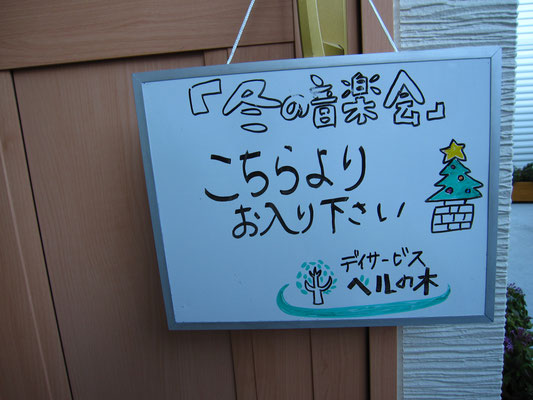 「冬の音楽会」
こちらより
お入り下さい
デイサービス
ベルの木